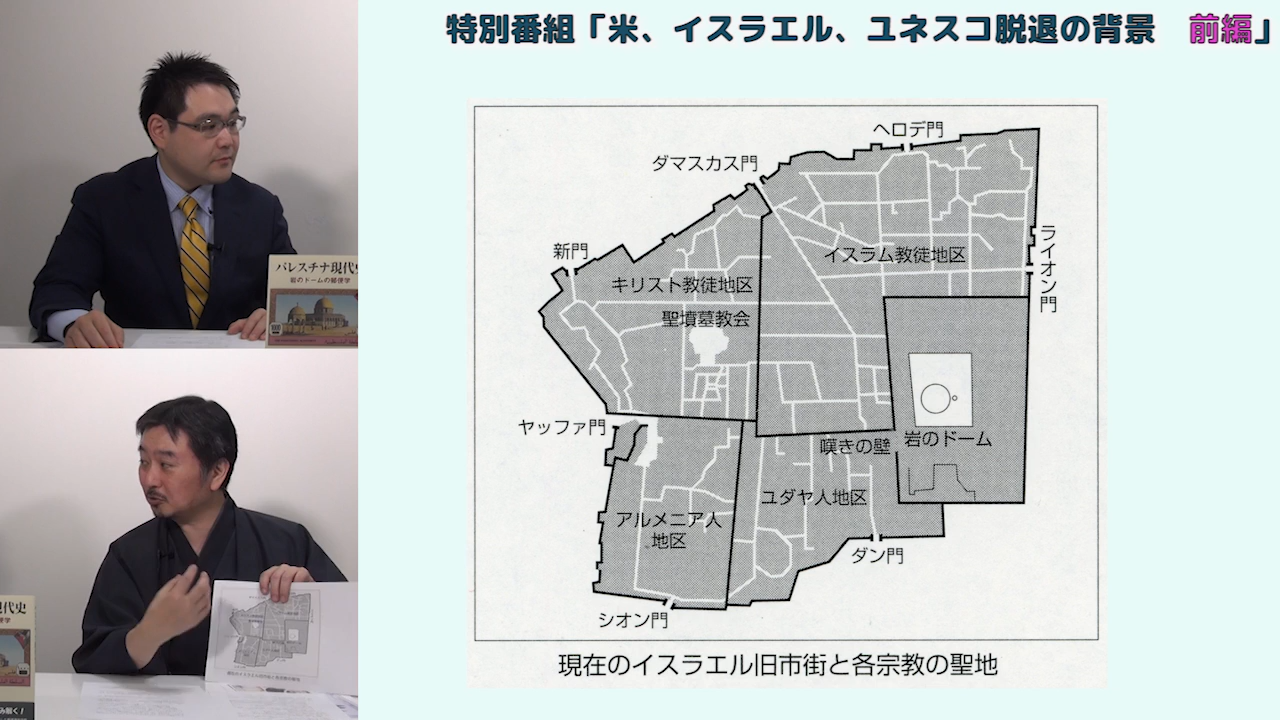 特別番組「米、イスラエル、ユネスコ脱退の背景　前編」
ヘロデ門
ダマスカス門
新門
ライオン門
イスラム教徒地区
キリスト教徒地区
聖墳墓教会
ヤッファ門
嘆きの壁
岩のドーム
ユダヤ人地区
アルメニア人
地区
ダン門
シオン門
現在のイスラエル旧市街と各宗教の聖地
パレスチナ現代史
岩のドームの郵便学
現代史